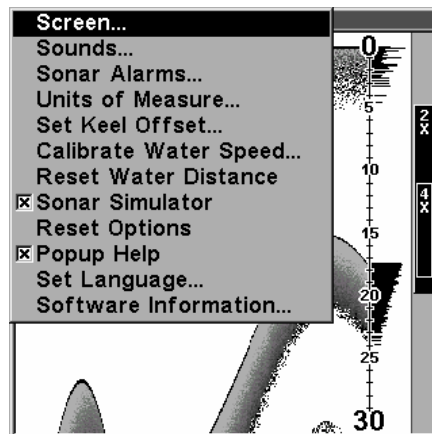 Screen...
Sounds...
Sonar Alarms...
Units of Measure...
Set Keel Offset...
Calibrate Water Speed...
Reset Water Distance
Sonar Simulator
Reset Options
Popup Help
Set Language...
Software Information...
0
5
10
15
20
25
30
2x
4x